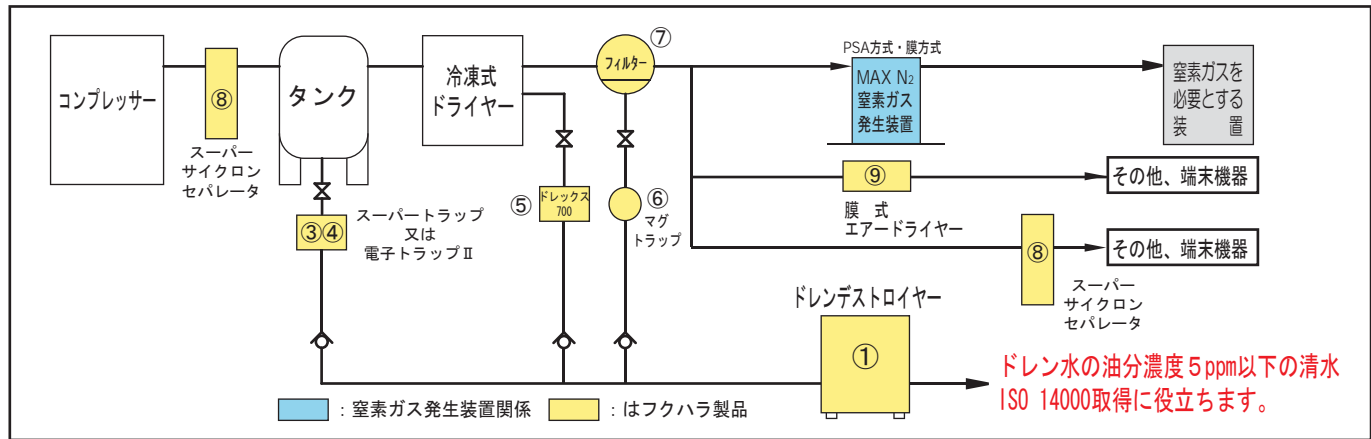 コンプレッサー
⑧
スーパー
サイクロン
セパレータ
タンク
③④
スーパートラップ
又は
電子トラップⅡ
冷凍式
ドライヤー
⑤
ドレックス
700
フィルター
⑦
⑥
マグ
トラップ
PSA方式・膜方式
MAX N₂
窒素ガス
発生装置
窒素ガスを
必要とする
装　　置
⑨
膜　式
エアードライヤー
その他、端末機器
⑧
スーパー
サイクロン
セパレータ
その他、端末機器
ドレンデストロイヤー
①
ドレン水の油分濃度5ppm以下の清水
ISO 14000取得に役立ちます。
：窒素ガス発生装置関係
：はフクハラ製品